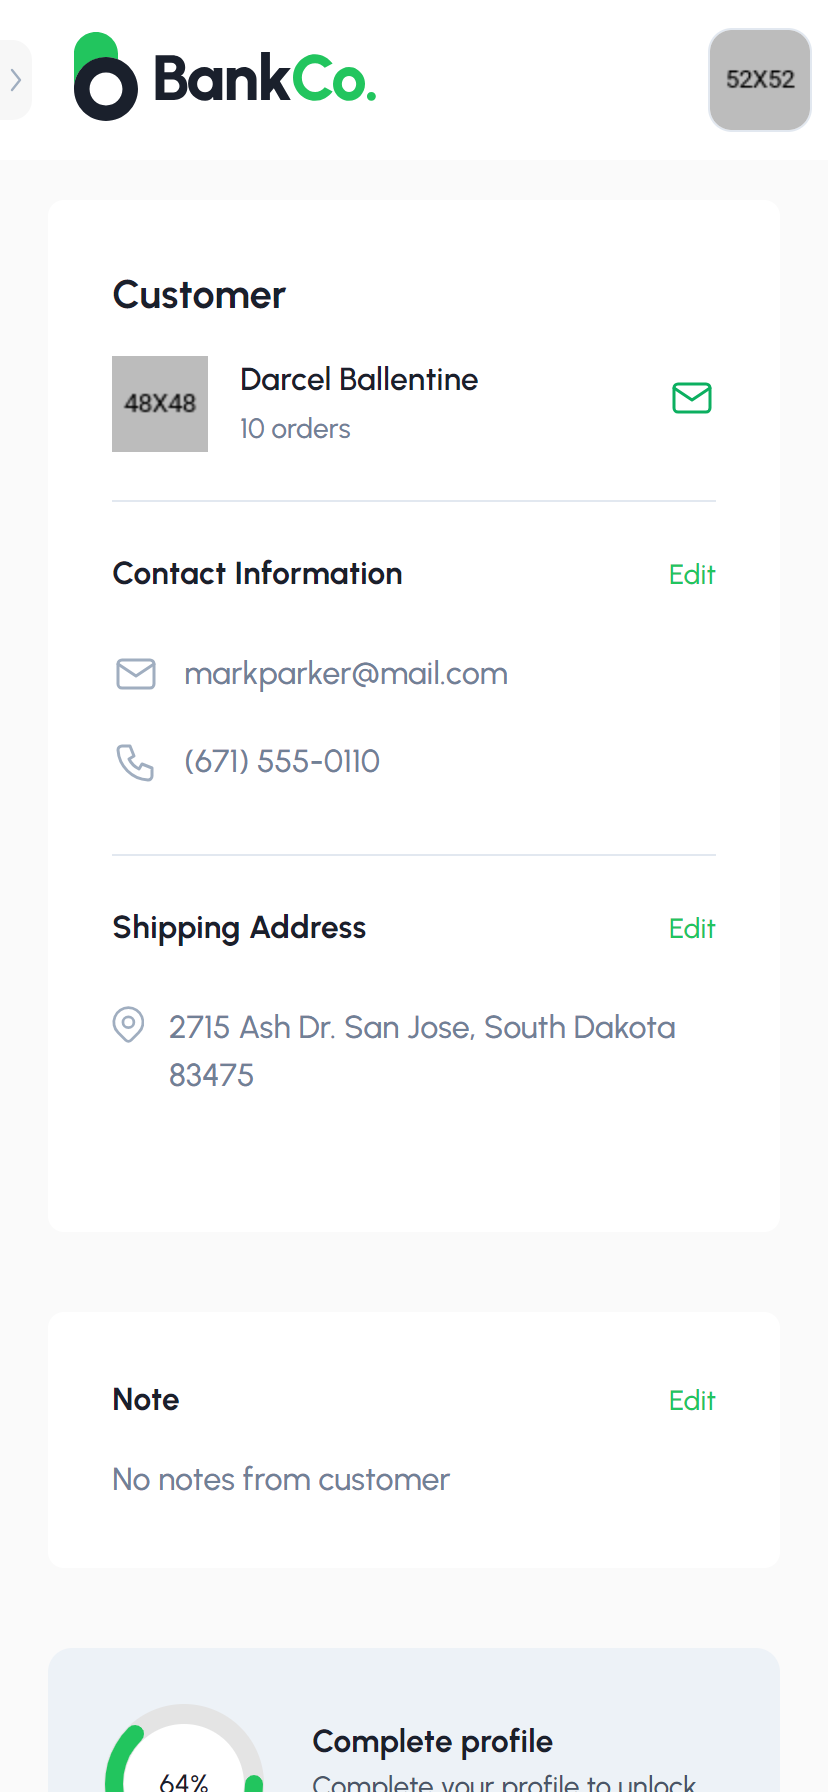 BankCo.
52X52
Customer
48X48
Darcel Ballentine
10 orders
Contact Information
Edit
markparker@mail.com
(671) 555-0110
Shipping Address
Edit
2715 Ash Dr. San Jose, South Dakota
83475
Note
Edit
No notes from customer
64%
Complete profile
Complete your profile to unlock